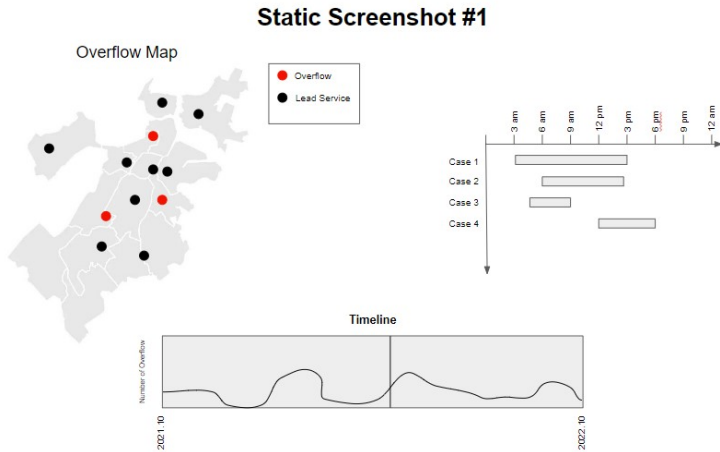 Static Screenshot #1
Overflow Map
Overflow
Lead Service
3 am
6 am
9 am
12 pm
3 pm
6 pm
9 pm
12 am
Case 1
Case 2
Case 3
Case 4
Timeline
Number of Overflow
2021.10
2022.10